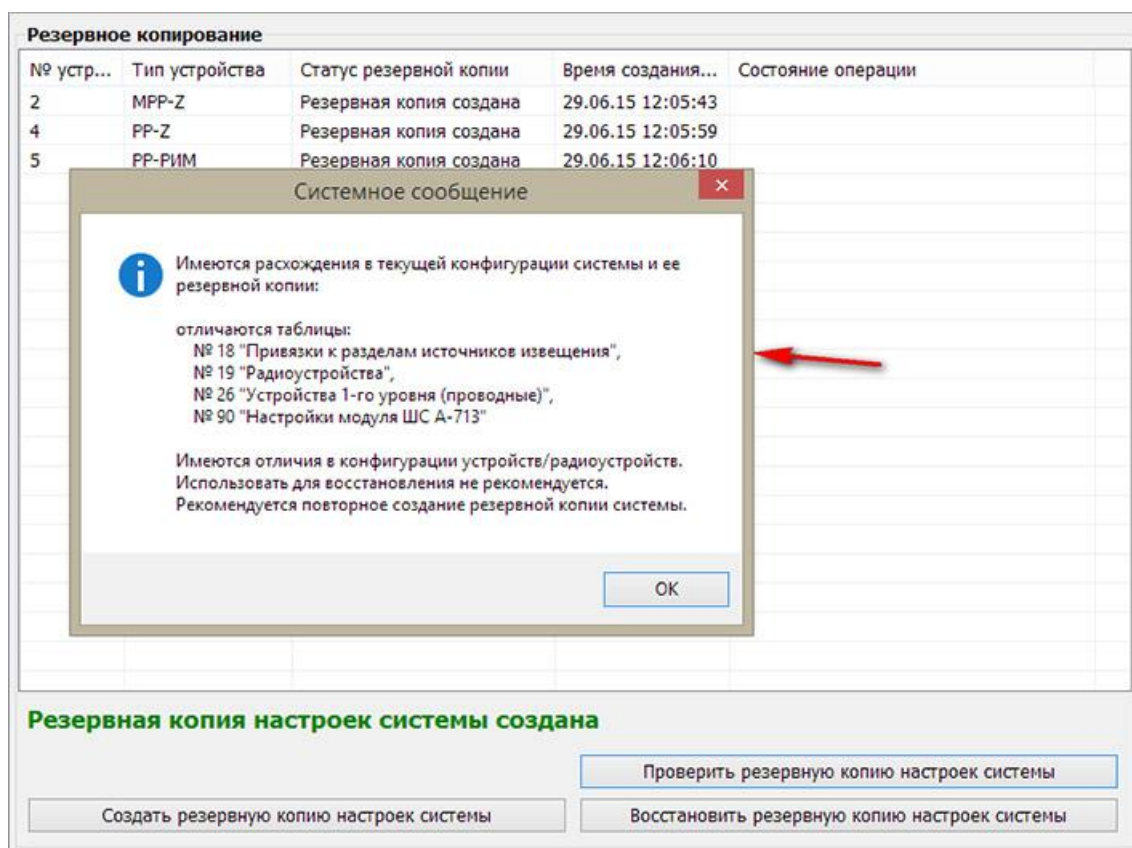 Резервное копирование
№ устр... Тип устройства Статус резервной копии Время создания... Состояние операции
2 MPP-Z Резервная копия создана 29.06.15 12:05:43
4 PP-Z Резервная копия создана 29.06.15 12:05:59
5 PP-РИМ Резервная копия создана 29.06.15 12:06:10
Системное сообщение
Имеются расхождения в текущей конфигурации системы и ее
резервной копии:
отличаются таблицы:
№ 18 "Привязки к разделам источников извещения",
№ 19 "Радиоустройства",
№ 26 "Устройства 1-го уровня (проводные)",
№ 90 "Настройки модуля ШС А-713"
Имеются отличия в конфигурации устройств/радиоустройств.
Использовать для восстановления не рекомендуется.
Рекомендуется повторное создание резервной копии системы.
ОК
Резервная копия настроек системы создана
Проверить резервную копию настроек системы
Создать резервную копию настроек системы Восстановить резервную копию настроек системы